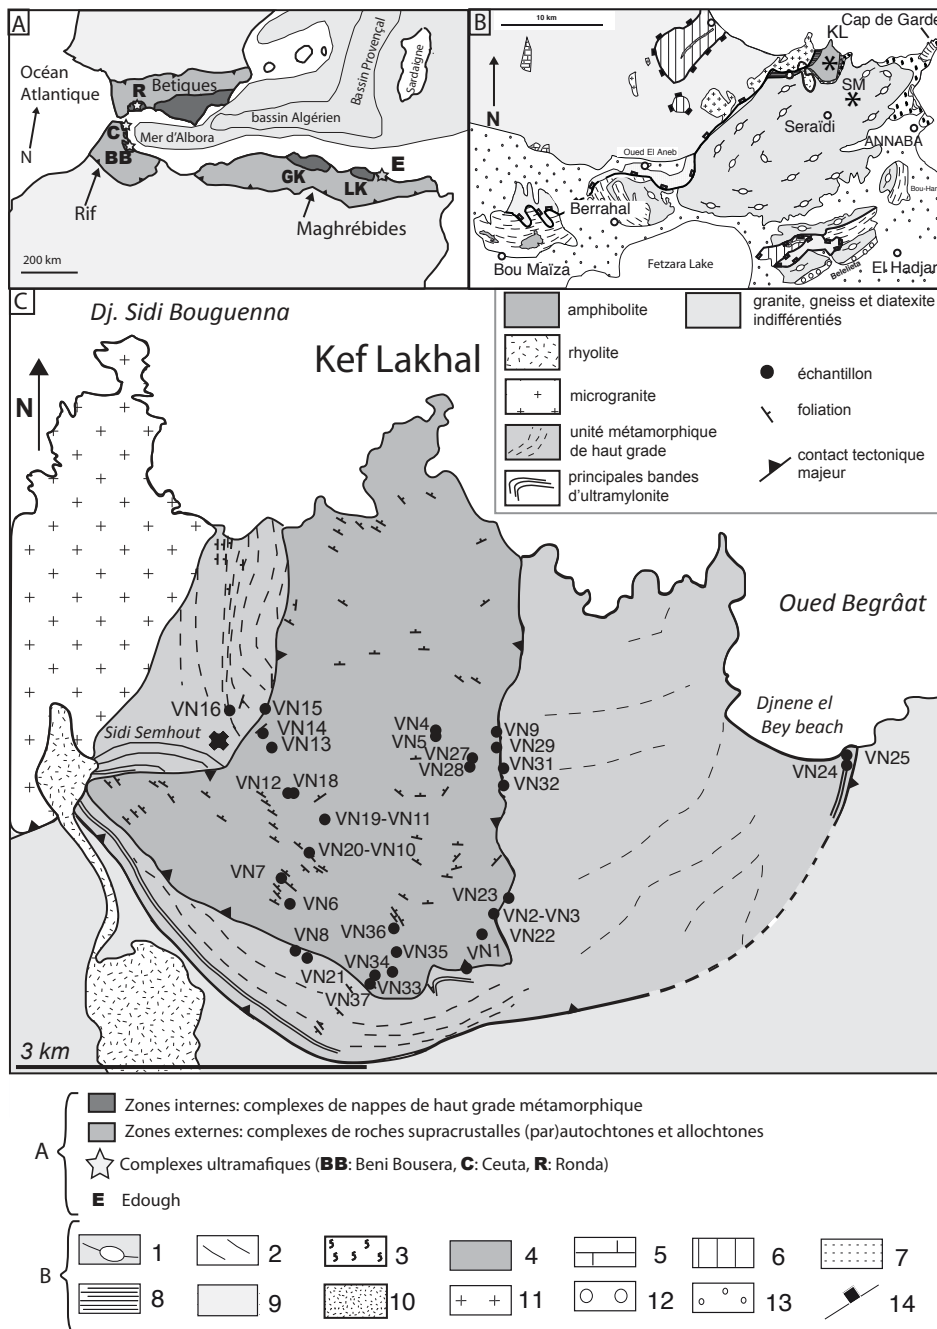 A
Océan
Atlantique
N
R
Betiques
C
BB
Mer d'Albora
bassin Algérien
Bassin Provençal
Sardaigne
GK
LK
E
Rif
Maghrébides
200 km
B
10 km
N
KL
Cap de Garde
SM
Seraïdi
ANNABA
Oued El Aneb
Berrahal
Bou Maïza
Fetzara Lake
Bou-Har
Belelieta
El Hadjar
C
Dj. Sidi Bouguenna
Kef Lakhal
N
amphibolite
rhyolite
microgranite
unité métamorphique
de haut grade
principales bandes
d'ultramylonite
granite, gneiss et diatexite
indifférentiés
échantillon
foliation
contact tectonique
majeur
Oued Begrâat
Djnene el
Bey beach
Sidi Semhout
VN16
VN15
VN14
VN13
VN4
VN5
VN27
VN28
VN9
VN29
VN31
VN32
VN24
VN25
VN12
VN18
VN19-VN11
VN20-VN10
VN7
VN6
VN23
VN2-VN3
VN22
VN8
VN36
VN1
VN21
VN34
VN35
VN33
VN37
3 km
A
Zones internes: complexes de nappes de haut grade métamorphique
Zones externes: complexes de roches supracrustalles (par)autochtones et allochtones
Complexes ultramafiques (BB: Beni Bousera, C: Ceuta, R: Ronda)
E Edough
B
1 2 3 4 5 6 7
8 9 10 11 12 13 14